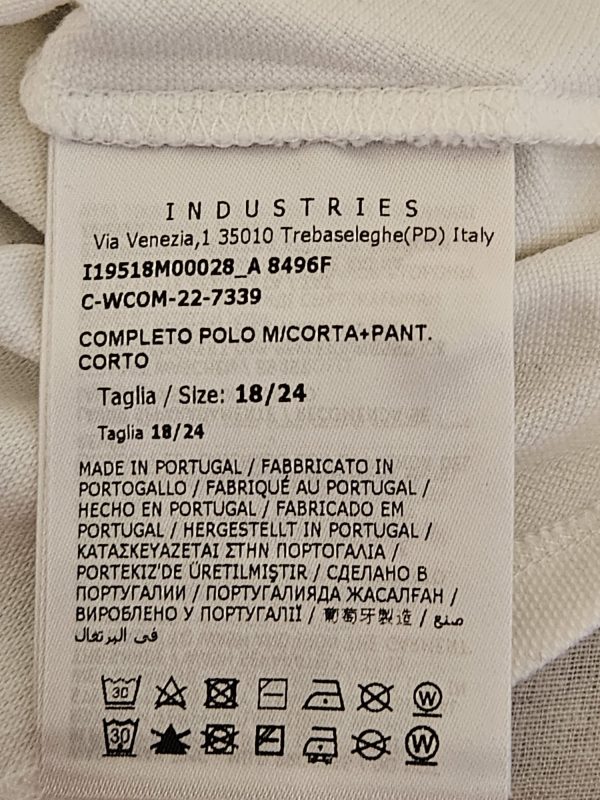 INDUSTRIES
Via Venezia,1 35010 Trebaseleghe(PD) Italy
I19518M00028_A 8496F
C-WCOM-22-7339
COMPLETO POLO M/CORTA+PANT.
CORTO
Taglia / Size: 18/24
Taglia 18/24
MADE IN PORTUGAL / FABBRICATO IN
PORTOGALLO / FABRIQUÉ AU PORTUGAL /
HECHO EN PORTUGAL / FABRICADO EM
PORTUGAL / HERGESTELLT IN PORTUGAL /
ΚΑΤΑΣΚΕΥΑΖΕΤΑΙ ΣΤΗΝ ΠΟΡΤΟΓΑΛΙΑ /
PORTEKIZ'DE ÜRETILMIŞTIR / СДЕЛАНО В
ПОРТУГАЛИИ / ПОРТУГАЛИЯДА ЖАСАЛҒАН /
ВИРОБЛЕНО У ПОРТУГАЛІЇ / 葡萄牙製造 / صنع
في البرتغال
30 W
30 W